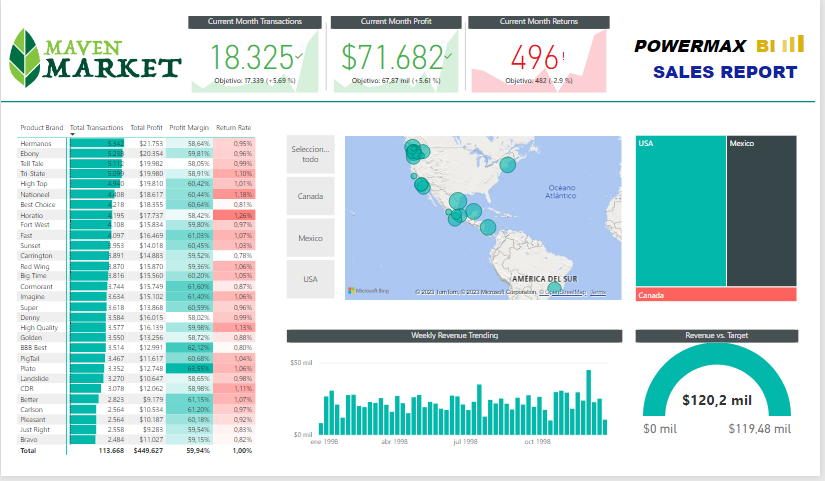 MAVEN
MARKET
Current Month Transactions
18.325
Objetivo: 17.339 (+5.69 %)
Current Month Profit
$71.682
Objetivo: 67,87 mil (+5.61 %)
Current Month Returns
496!
Objetivo: 482 (-2.9 %)
POWERMAX BI
SALES REPORT
Product Brand Total Transactions Total Profit Profit Margin Return Rate
Hermanos 5.342 $21.753 58,64% 0,95%
Ebony $20.354 59,81% 0,96%
Tell Tale 5.112 $19.982 58,05% 0,99%
Tri-State 5.099 $19.980 58,91% 1,10%
High Top 4.940 $19.810 60,42% 1,01%
Nationeel 4.408 $18.617 60,44% 1,18%
Best Choice 4.218 $18.355 60,64% 0,81%
Horatio 4.195 $17.737 58,42% 1,26%
Fort West 4.108 $15.834 59,80% 0,97%
Fast 4.097 $16.469 61,03% 1,07%
Sunset 3.953 $14.018 60,45% 1,03%
Carrington 3.891 $14.883 59,52% 0,78%
Red Wing 3.870 $15.870 59,36% 1,06%
Big Time 3.816 $15.560 60,20% 1,05%
Cormorant 3.744 $15.749 61,60% 0,87%
Imagine 3.634 $15.102 61,40% 1,06%
Super 3.618 $13.868 60,59% 0,96%
Denny 3.584 $16.015 58,02% 0,99%
High Quality 3.577 $16.139 59,98% 1,13%
Golden 3.550 $13.256 58,72% 0,88%
BBB Best 3.514 $12.991 62,12% 0,80%
PigTail 3.467 $11.617 60,68% 1,04%
Plato 3.352 $12.748 63,55% 1,06%
Landslide 3.270 $10.647 58,65% 0,98%
CDR 3.078 $12.062 58,98% 1,11%
Better 2.823 $9.179 61,15% 1,07%
Carlson 2.564 $10.534 61,20% 0,97%
Pleasant 2.564 $10.187 60,18% 0,92%
Just Right 2.558 $9.283 59,54% 0,83%
Bravo 2.484 $11.027 59,15% 0,82%
Total 113.668 $449.627 59,94% 1,00%
Seleccion...
todo
Canada
Mexico
USA
Océano
Atlántico
AMÉRICA DEL SUR
Microsoft Bing
© 2023 TomTom, © 2023 Microsoft Corporation, © OpenStreetMap Terms
USA
Mexico
Canada
Weekly Revenue Trending
$50 mil
$0 mil
ene 1998 abr 1998 jul 1998 oct 1998
Revenue vs. Target
$120,2 mil
$0 mil $119,48 mil